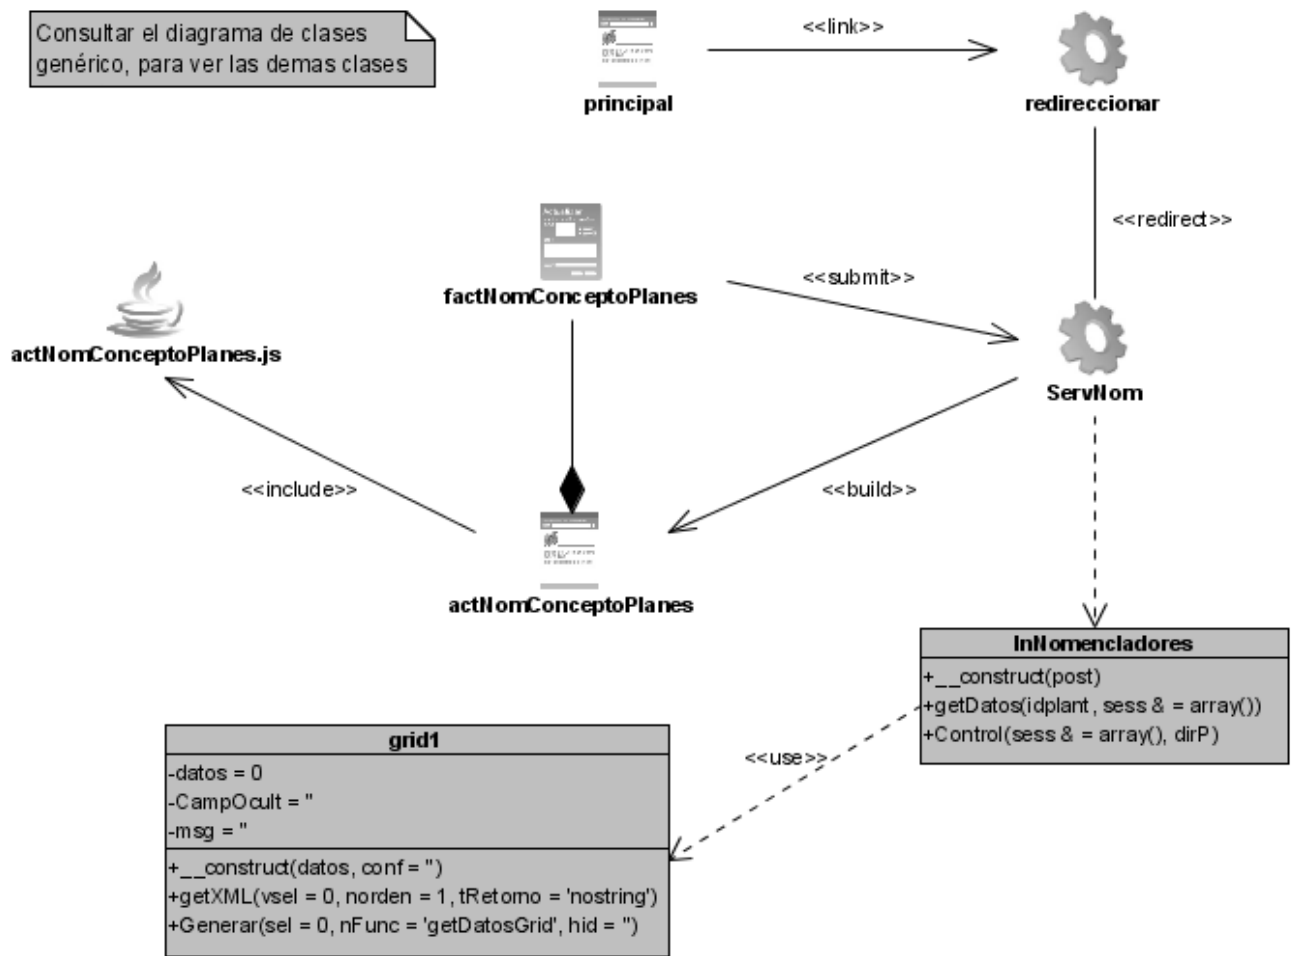 Consultar el diagrama de clases
genérico, para ver las demas clases
principal
<<link>>
redireccionar
<<redirect>>
factNomConceptoPlanes
<<submit>>
actNomConceptoPlanes.js
ServNom
<<include>>
<<build>>
actNomConceptoPlanes
InNomencladores
+__construct(post)
+getDatos(idplant, sess & = array())
+Control(sess & = array(), dirP)
<<use>>
grid1
-datos = 0
-CampOcult = ''
-msg = ''
+__construct(datos, conf = '')
+getXML(vsel = 0, norden = 1, tRetorno = 'nostring')
+Generar(sel = 0, nFunc = 'getDatosGrid', hid = '')